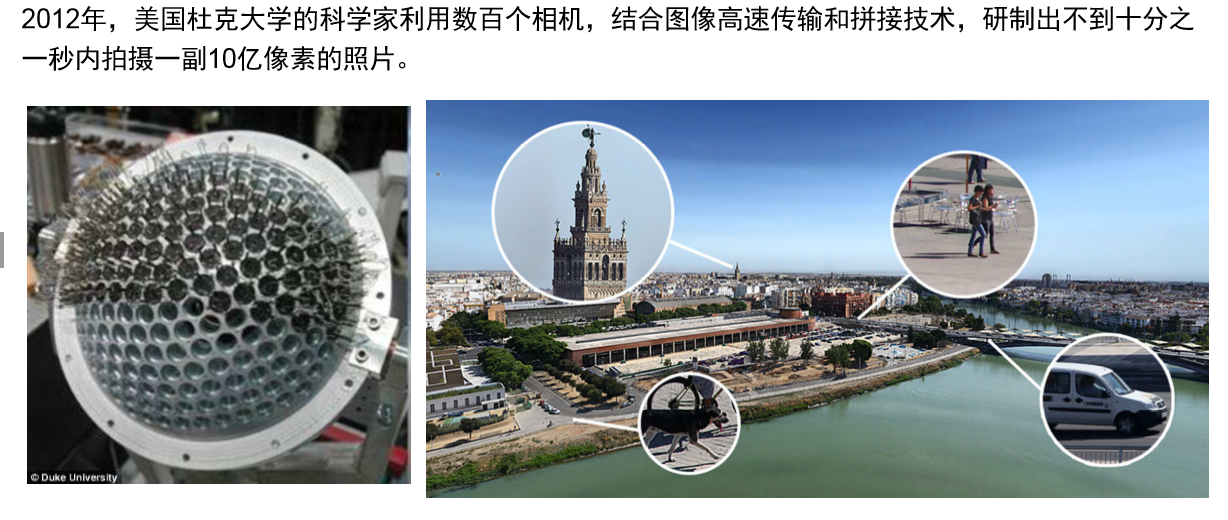 2012年，美国杜克大学的科学家利用数百个相机，结合图像高速传输和拼接技术，研制出不到十分之
一秒内拍摄一副10亿像素的照片。
© Duke University